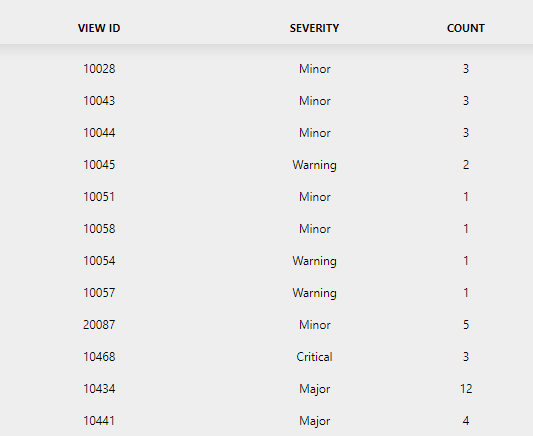 VIEW ID SEVERITY COUNT
10028 Minor 3
10043 Minor 3
10044 Minor 3
10045 Warning 2
10051 Minor 1
10058 Minor 1
10054 Warning 1
10057 Warning 1
20087 Minor 5
10468 Critical 3
10434 Major 12
10441 Major 4